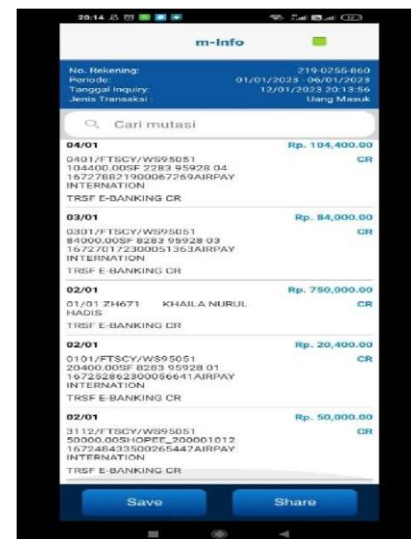 20:14
m-Info
No. Rekening: 219-0255-860
Periode: 01/01/2023 - 06/01/2023
Tanggal Inquiry: 12/01/2023 20:13:56
Jenis Transaksi : Uang Masuk
Cari mutasi
04/01 Rp. 104,400.00
0401/FTSCY/WS95051 CR
104400.00SF 2283 95928 04
167278821900067269AIRPAY
INTERNATION
TRSF E-BANKING CR
03/01 Rp. 84,000.00
0301/FTSCY/WS95051 CR
84000.00SF 8283 95928 03
167270172300051363AIRPAY
INTERNATION
TRSF E-BANKING CR
02/01 Rp. 750,000.00
01/01 ZH671 KHAILA NURUL CR
HADIS
TRSF E-BANKING CR
02/01 Rp. 20,400.00
0101/FTSCY/WS95051 CR
20400.00SF 8283 95928 01
167252862300056641AIRPAY
INTERNATION
TRSF E-BANKING CR
02/01 Rp. 50,000.00
3112/FTSCY/WS95051 CR
50000.00SHOPEE_200001012
167248433500265447AIRPAY
INTERNATION
TRSF E-BANKING CR
Save Share